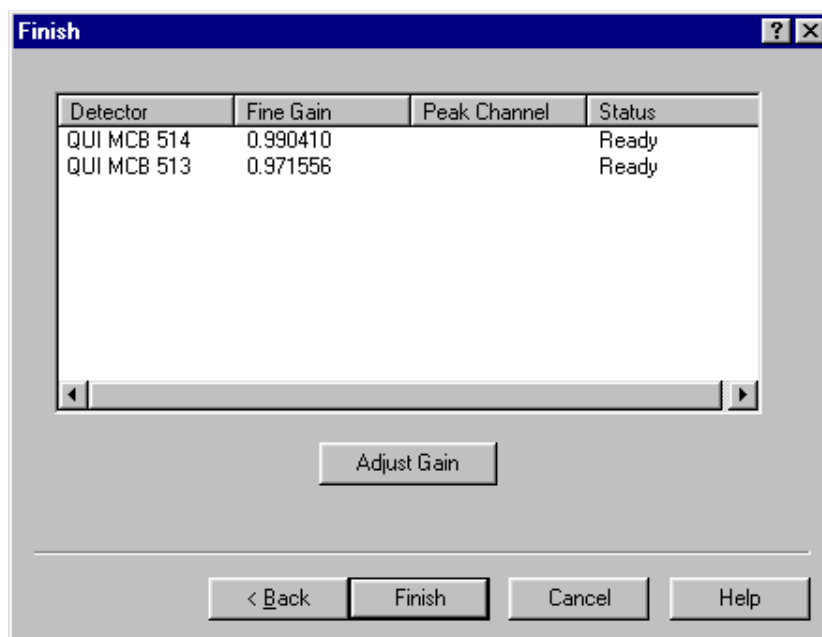 Finish
Detector Fine Gain Peak Channel Status
QUI MCB 514 0.990410 Ready
QUI MCB 513 0.971556 Ready
Adjust Gain
< Back Finish Cancel Help